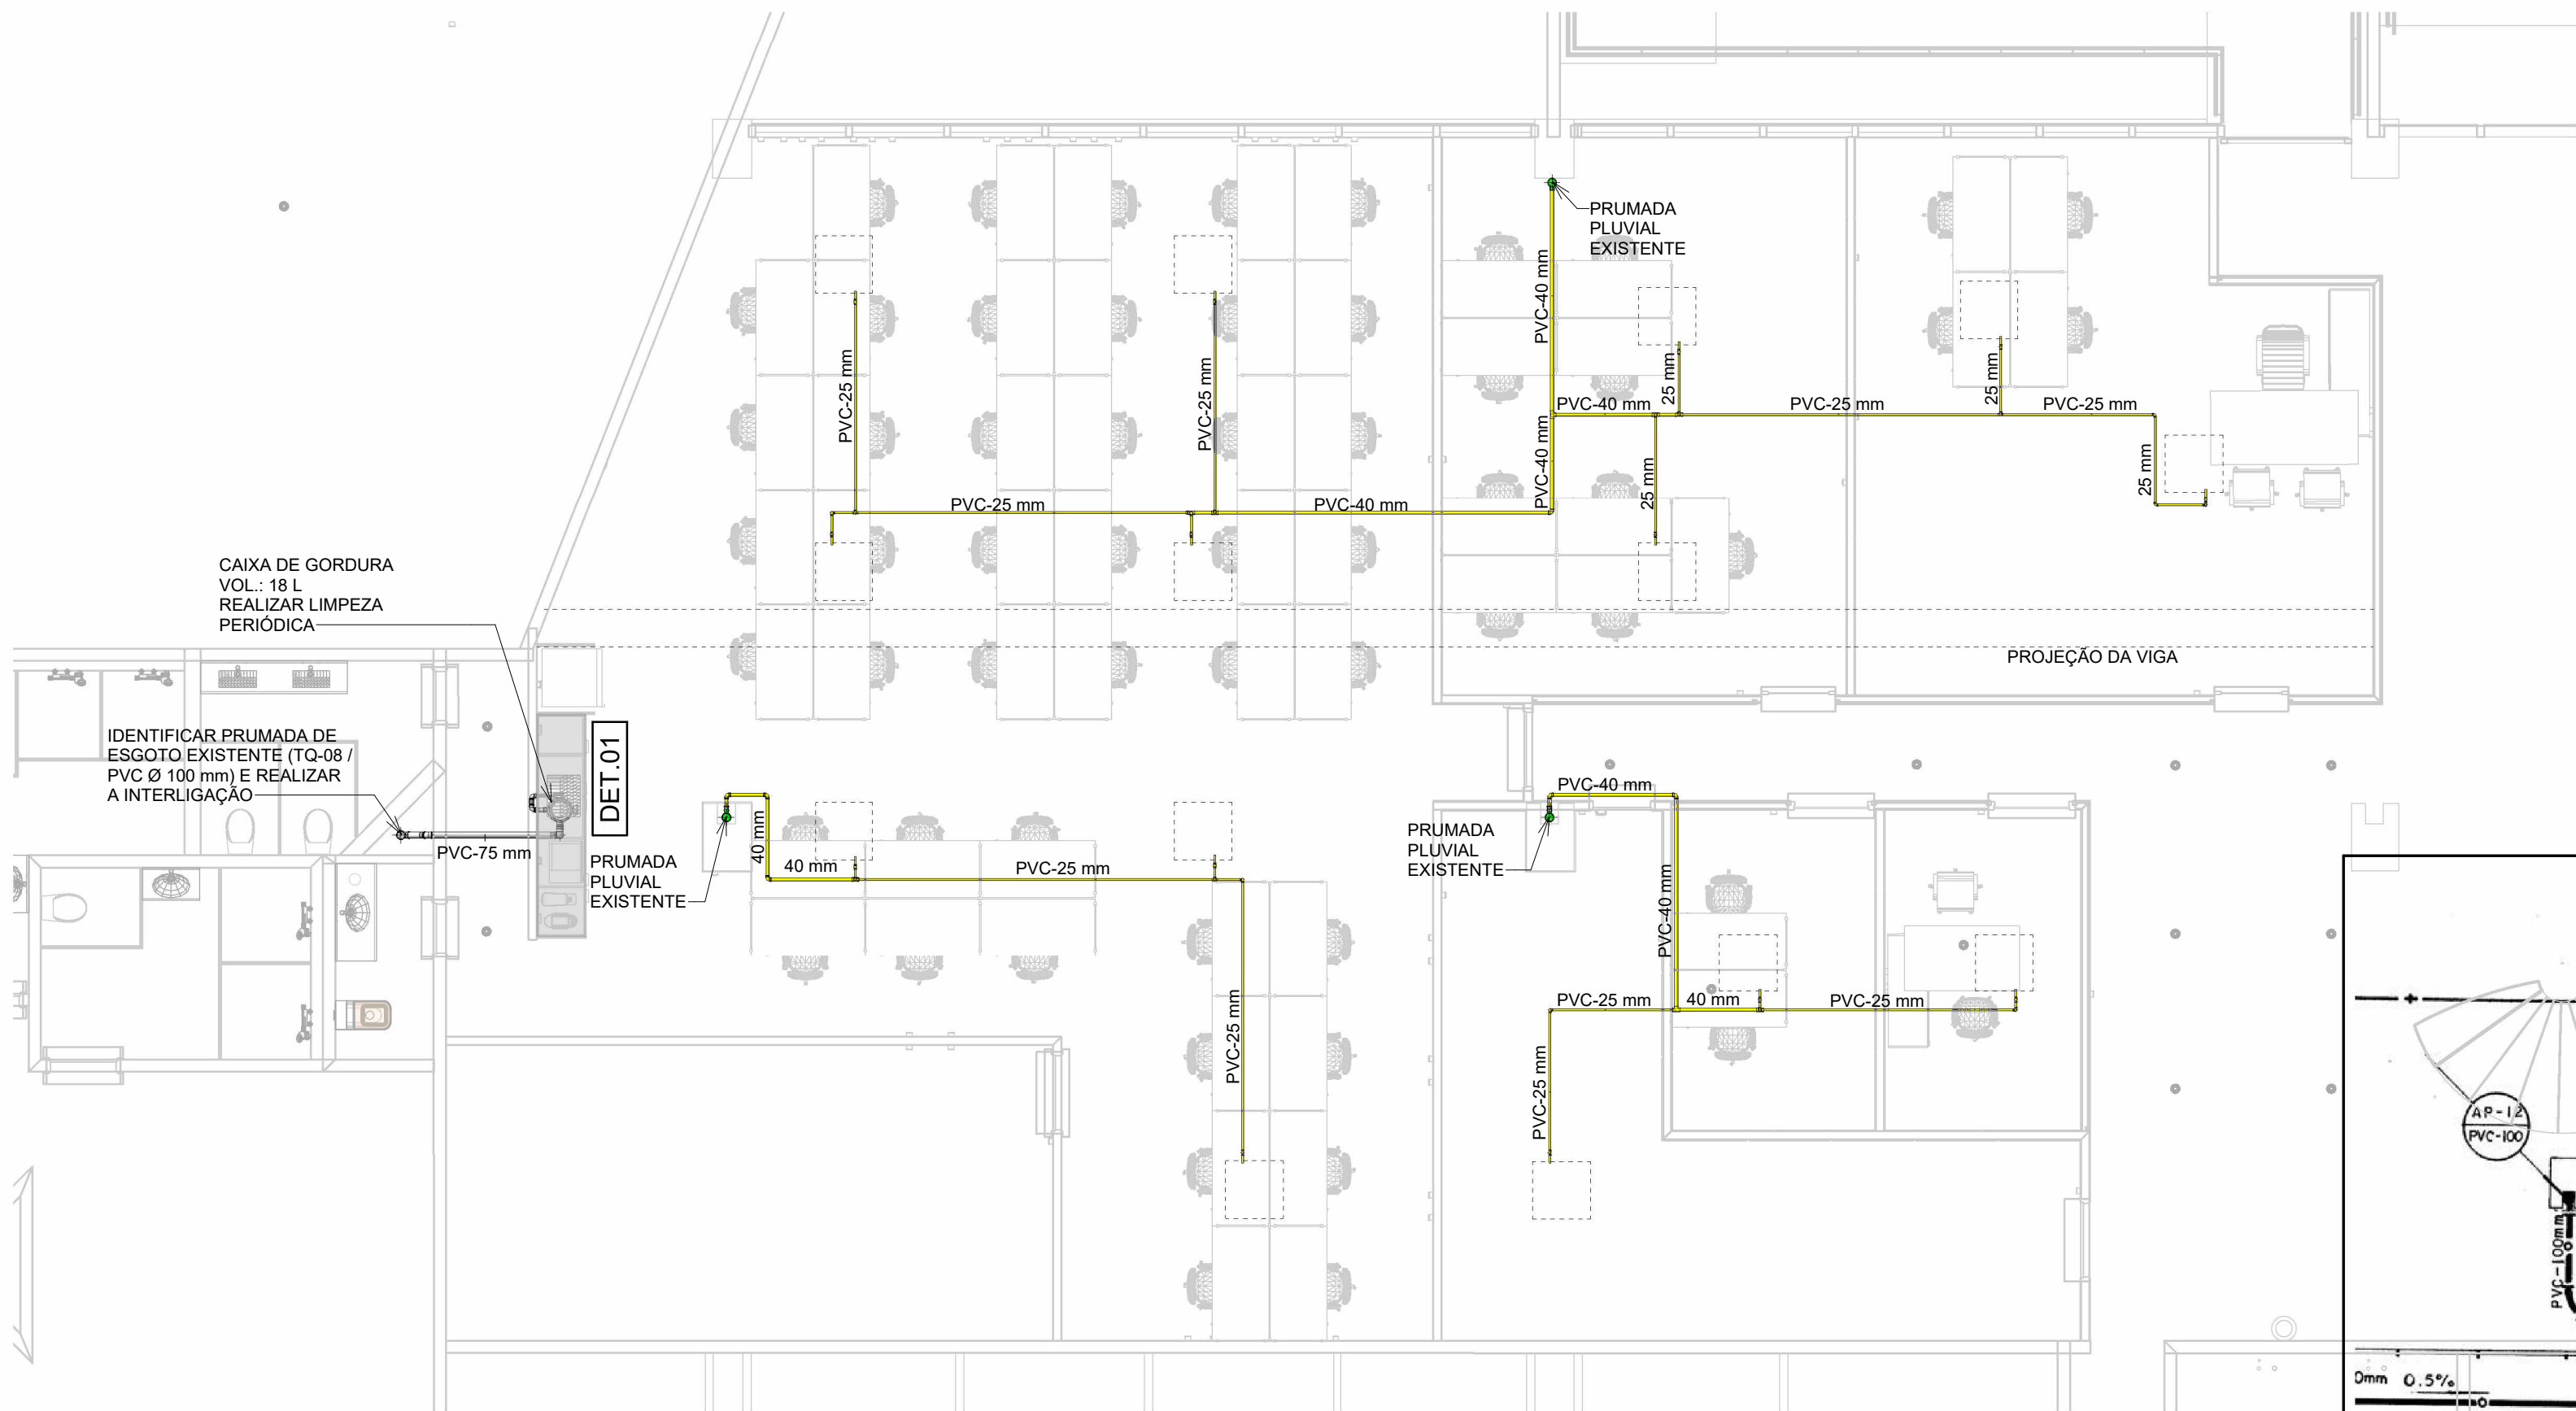 PRUMADA
PLUVIAL
EXISTENTE
PVC-40 mm
PVC-25 mm
PVC-25 mm
25 mm
25 mm
PVC-40 mm
PVC-25 mm
PVC-25 mm
PVC-40 mm
25 mm
25 mm
PVC-25 mm
PVC-40 mm
CAIXA DE GORDURA
VOL.: 18 L
REALIZAR LIMPEZA
PERIÓDICA
PROJEÇÃO DA VIGA
IDENTIFICAR PRUMADA DE
ESGOTO EXISTENTE (TQ-08 /
PVC Ø 100 mm) E REALIZAR
A INTERLIGAÇÃO
DET.01
PVC-75 mm
PRUMADA
PLUVIAL
EXISTENTE
40 mm
40 mm
PVC-25 mm
PVC-25 mm
PRUMADA
PLUVIAL
EXISTENTE
PVC-40 mm
PVC-40 mm
PVC-25 mm
40 mm
PVC-25 mm
PVC-25 mm
AP-12
PVC-100
PVC-100mm
0mm 0.5%